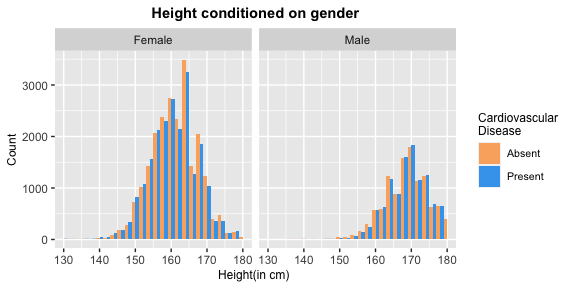 Height conditioned on gender
Female
Male
Count
3000
2000
1000
0
130 140 150 160 170 180
130 140 150 160 170 180
Height(in cm)
Cardiovascular
Disease
Absent
Present